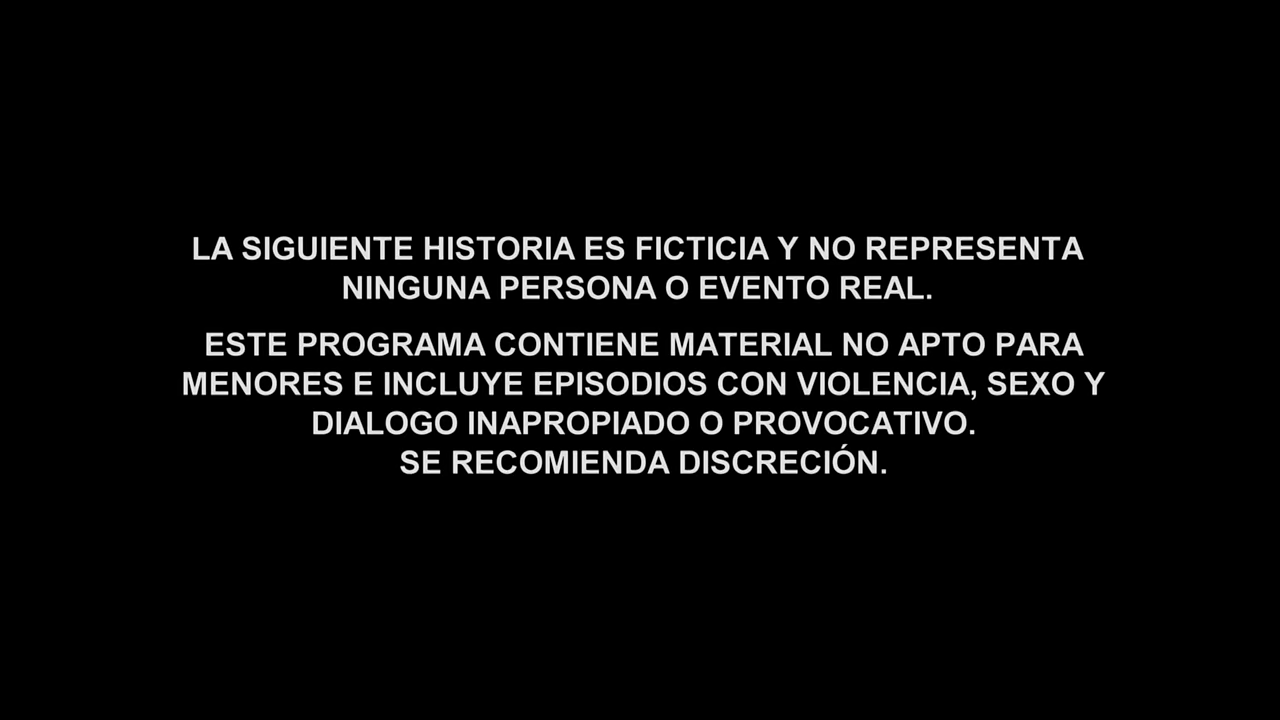 LA SIGUIENTE HISTORIA ES FICTICIA Y NO REPRESENTA
NINGUNA PERSONA O EVENTO REAL.
ESTE PROGRAMA CONTIENE MATERIAL NO APTO PARA
MENORES E INCLUYE EPISODIOS CON VIOLENCIA, SEXO Y
DIALOGO INAPROPIADO O PROVOCATIVO.
SE RECOMIENDA DISCRECIÓN.